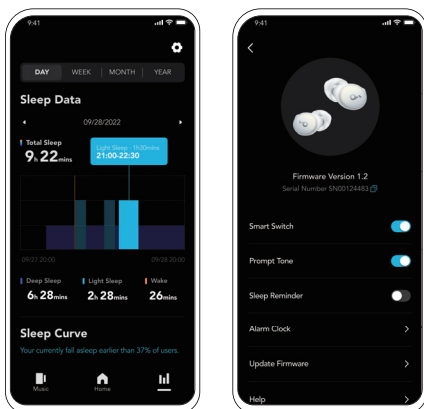 9:41
DAY WEEK MONTH YEAR
Sleep Data
09/28/2022
Total Sleep
9h 22mins
Light Sleep - 1h30mins
21:00-22:30
09/27 20:00 09/28 20:00
Deep Sleep Light Sleep Wake
6h 28mins 2h 28mins 26mins
Sleep Curve
Your currently fall asleep earlier than 37% of users.
Music Home
9:41
Firmware Version 1.2
Serial Number SN00124483
Smart Switch
Prompt Tone
Sleep Reminder
Alarm Clock
Update Firmware
Help